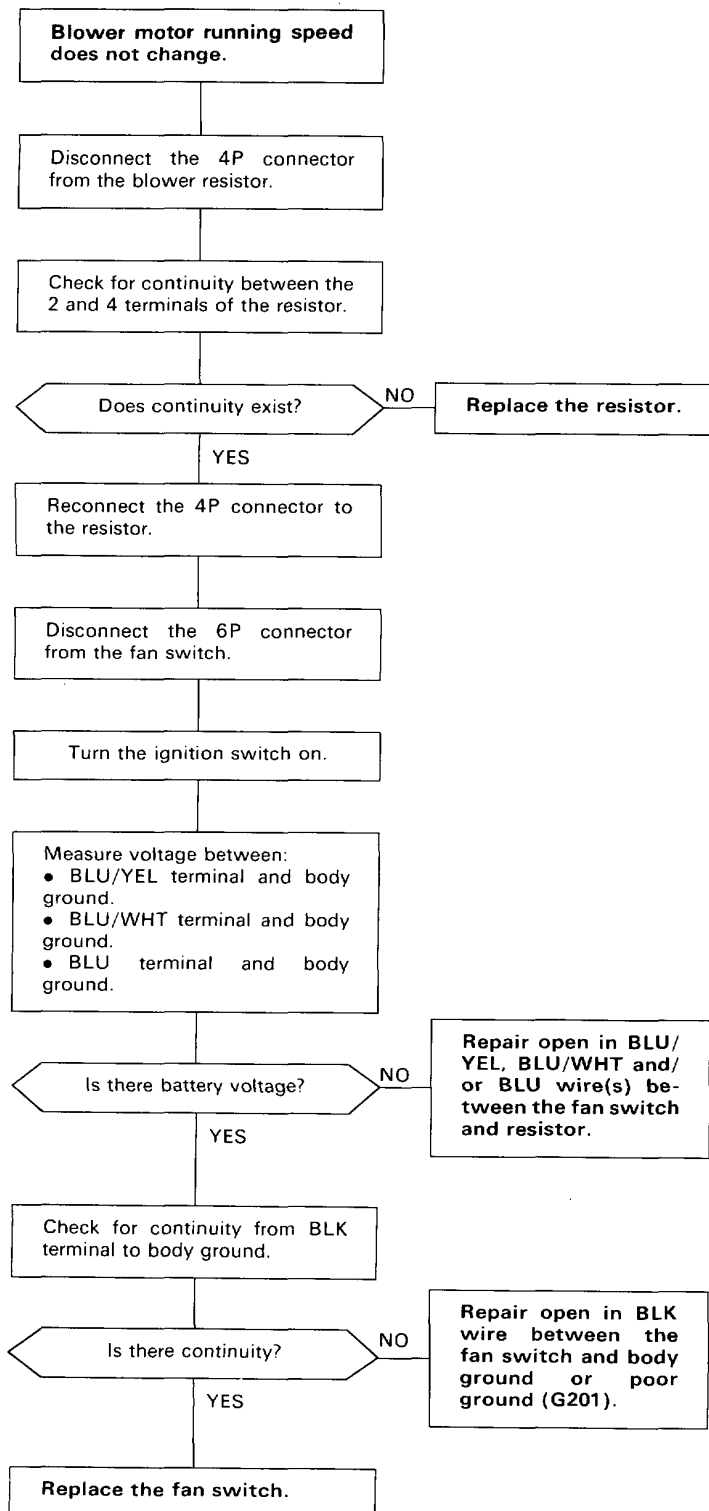 Blower motor running speed
does not change.
Disconnect the 4P connector
from the blower resistor.
Check for continuity between the
2 and 4 terminals of the resistor.
Does continuity exist?
NO
Replace the resistor.
YES
Reconnect the 4P connector to
the resistor.
Disconnect the 6P connector
from the fan switch.
Turn the ignition switch on.
Measure voltage between:
• BLU/YEL terminal and body
ground.
• BLU/WHT terminal and body
ground.
• BLU terminal and body
ground.
Is there battery voltage?
NO
Repair open in BLU/
YEL, BLU/WHT and/
or BLU wire(s) be-
tween the fan switch
and resistor.
YES
Check for continuity from BLK
terminal to body ground.
Is there continuity?
NO
Repair open in BLK
wire between the
fan switch and body
ground or poor
ground (G201).
YES
Replace the fan switch.